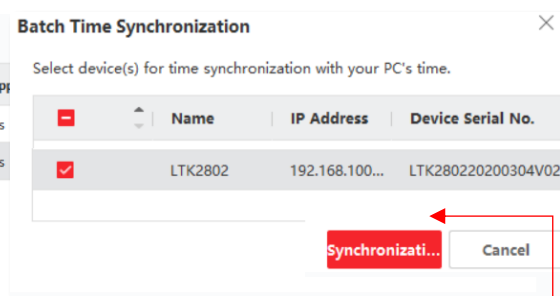 Batch Time Synchronization
Select device(s) for time synchronization with your PC's time.
Name IP Address Device Serial No.
LTK2802 192.168.100... LTK280220200304V02
Synchronizati... Cancel